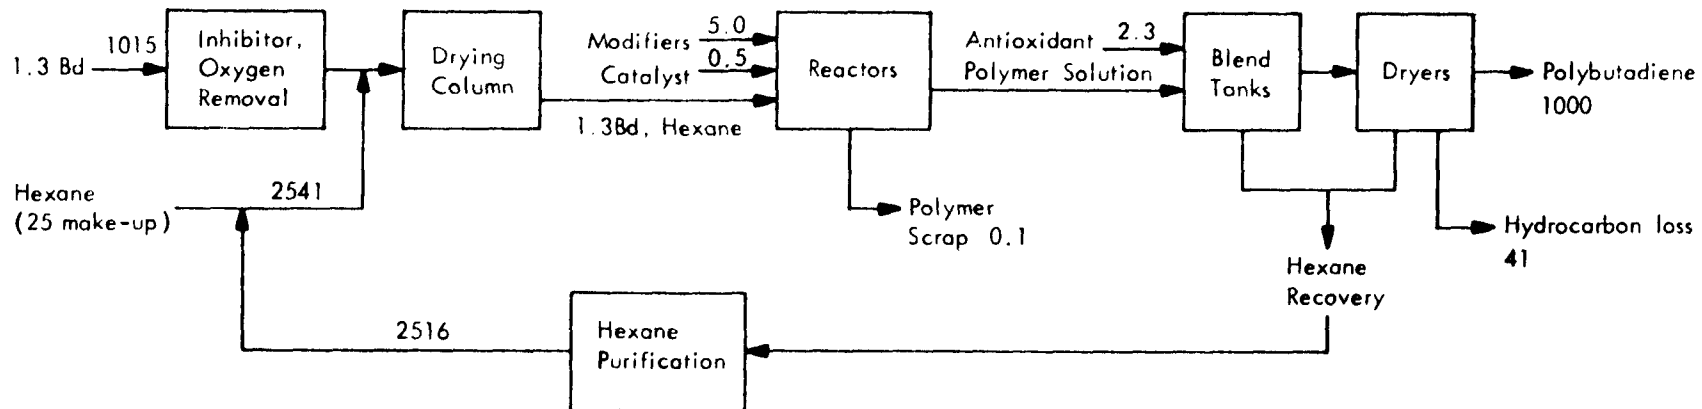 1015
1.3 Bd
Inhibitor,
Oxygen
Removal
Drying
Column
Modifiers 5.0
Catalyst 0.5
1.3Bd, Hexane
Reactors
Antioxidant 2.3
Polymer Solution
Blend
Tanks
Dryers
Polybutadiene
1000
Hexane
(25 make-up)
2541
Polymer
Scrap 0.1
Hydrocarbon loss
41
Hexane
Recovery
2516
Hexane
Purification